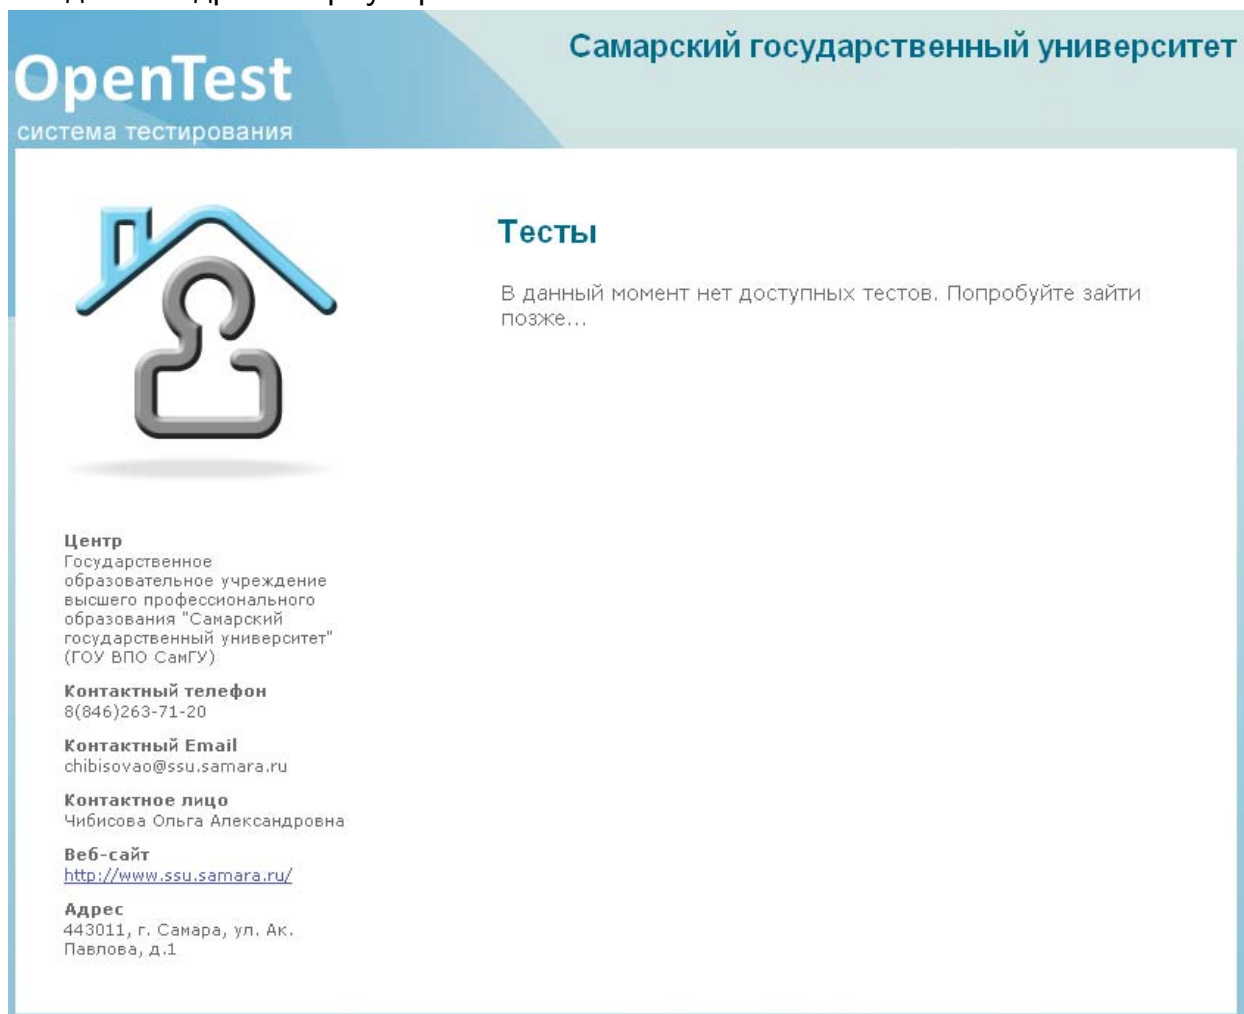 Самарский государственный университет
OpenTest
система тестирования
Тесты
В данный момент нет доступных тестов. Попробуйте зайти
позже...
Центр
Государственное
образовательное учреждение
высшего профессионального
образования "Самарский
государственный университет"
(ГОУ ВПО СамГУ)
Контактный телефон
8(846)263-71-20
Контактный Email
chibisovao@ssu.samara.ru
Контактное лицо
Чибисова Ольга Александровна
Веб-сайт
http://www.ssu.samara.ru/
Адрес
443011, г. Самара, ул. Ак.
Павлова, д.1